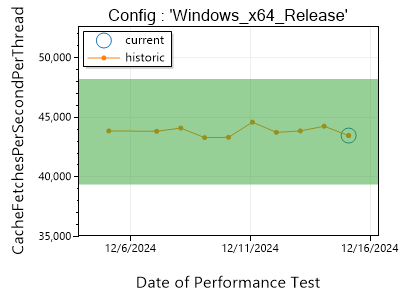 Config : 'Windows_x64_Release'
CacheFetchesPerSecondPerThread
50,000
45,000
40,000
35,000
current
historic
12/6/2024
12/11/2024
12/16/2024
Date of Performance Test